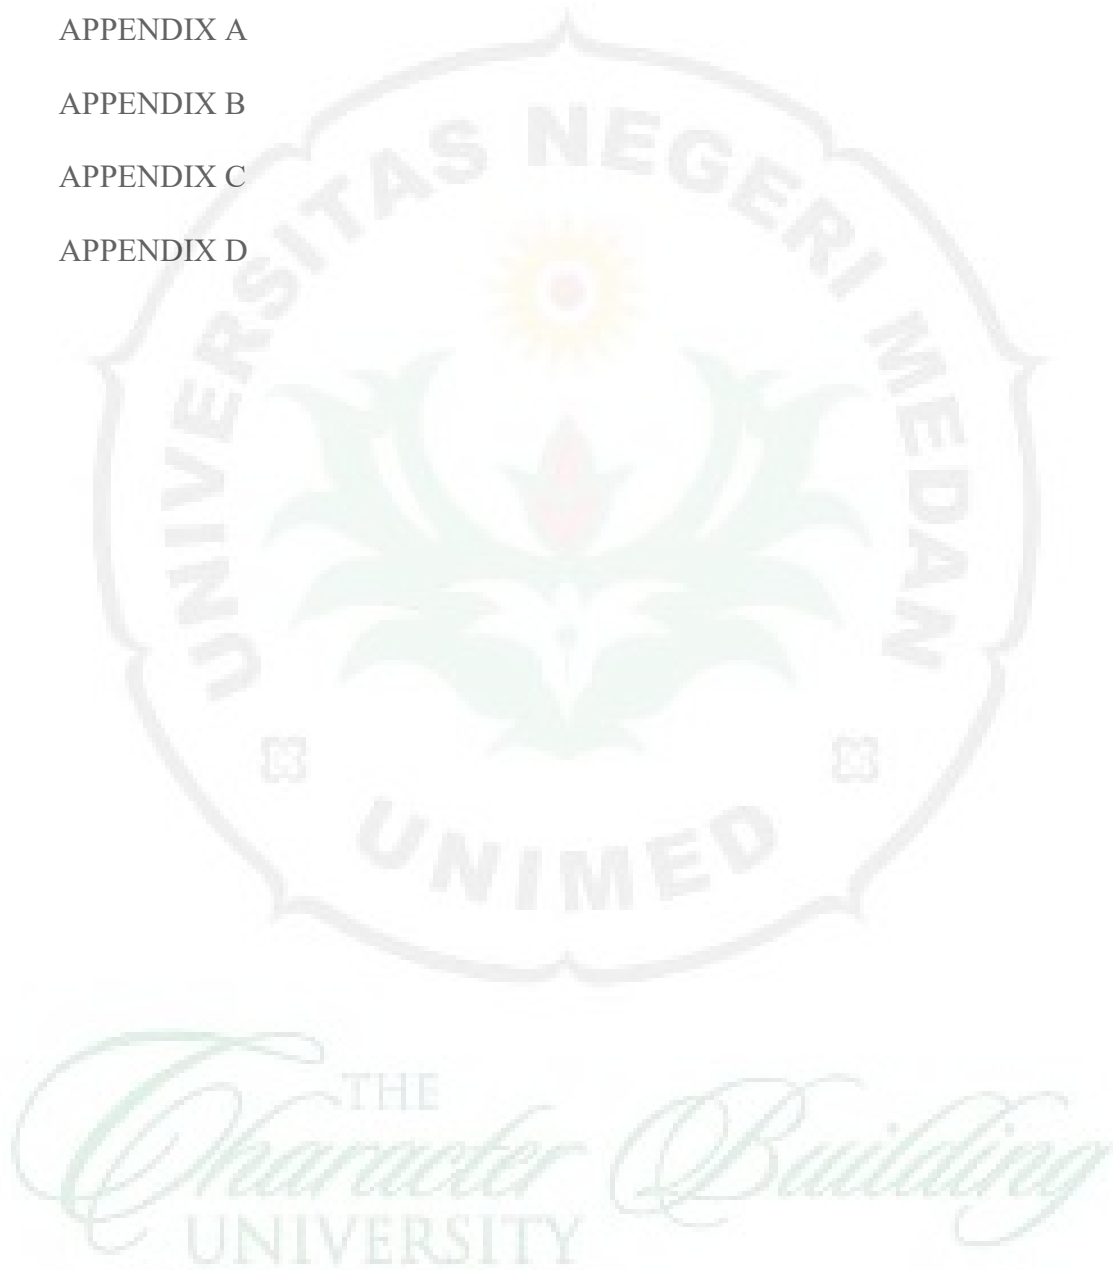 APPENDIX A
APPENDIX B
APPENDIX C
APPENDIX D
UNIVERSITAS NEGERI MEDAN
UNIMED
THE
Character Building
UNIVERSITY